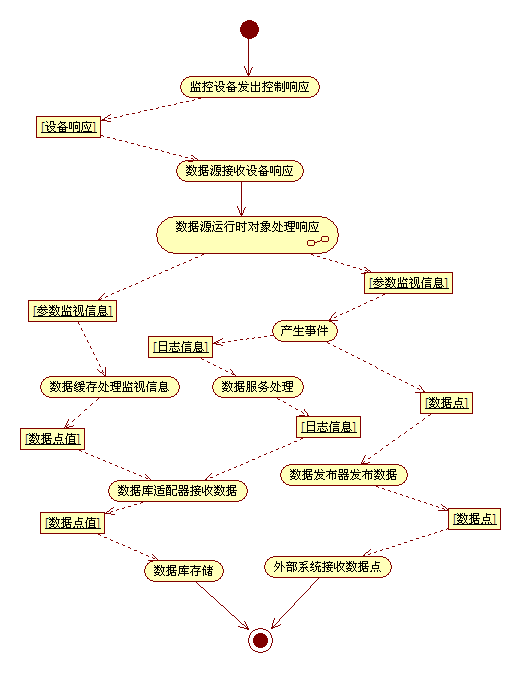 监控设备发出控制响应
[设备响应]
数据源接收设备响应
数据源运行时对象处理响应
[参数监视信息]
[参数监视信息]
产生事件
[日志信息]
数据缓存处理监视信息
数据服务处理
[数据点]
[日志信息]
[数据点值]
数据发布器发布数据
数据库适配器接收数据
[数据点]
[数据点值]
外部系统接收数据点
数据库存储